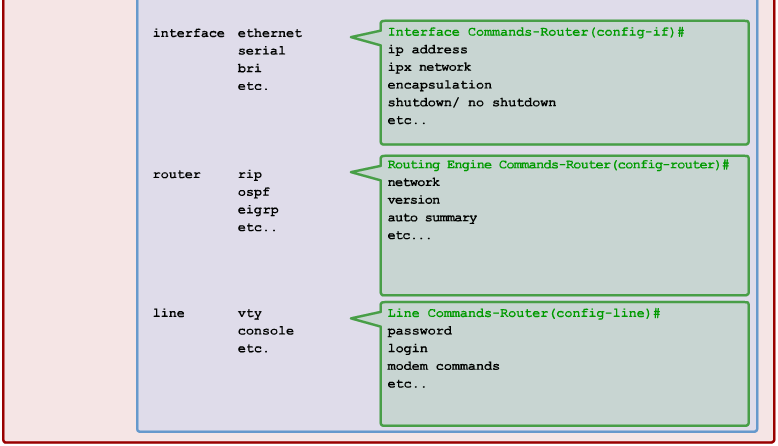 interface ethernet
serial
bri
etc.
Interface Commands-Router(config-if)#
ip address
ipx network
encapsulation
shutdown/ no shutdown
etc..
router rip
ospf
eigrp
etc..
Routing Engine Commands-Router(config-router)#
network
version
auto summary
etc...
line vty
console
etc.
Line Commands-Router(config-line)#
password
login
modem commands
etc..